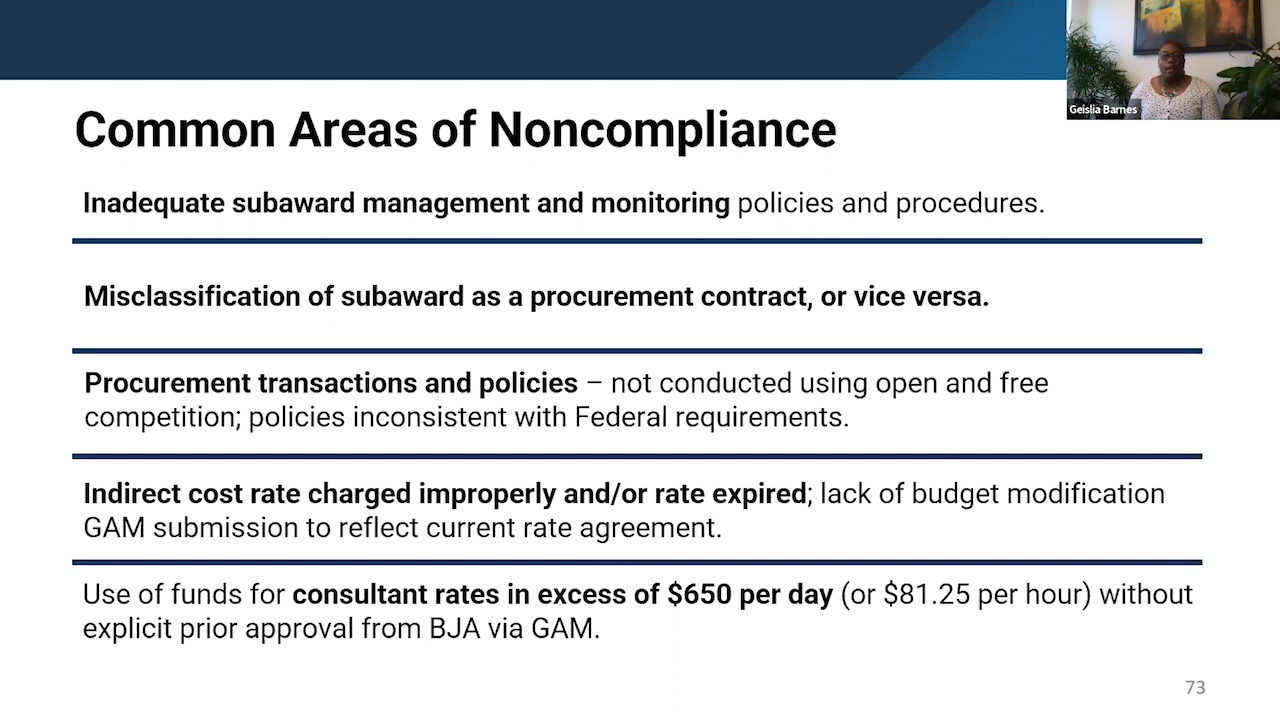 Geislia Barnes
Common Areas of Noncompliance
Inadequate subaward management and monitoring policies and procedures.
Misclassification of subaward as a procurement contract, or vice versa.
Procurement transactions and policies – not conducted using open and free
competition; policies inconsistent with Federal requirements.
Indirect cost rate charged improperly and/or rate expired; lack of budget modification
GAM submission to reflect current rate agreement.
Use of funds for consultant rates in excess of $650 per day (or $81.25 per hour) without
explicit prior approval from BJA via GAM.
73